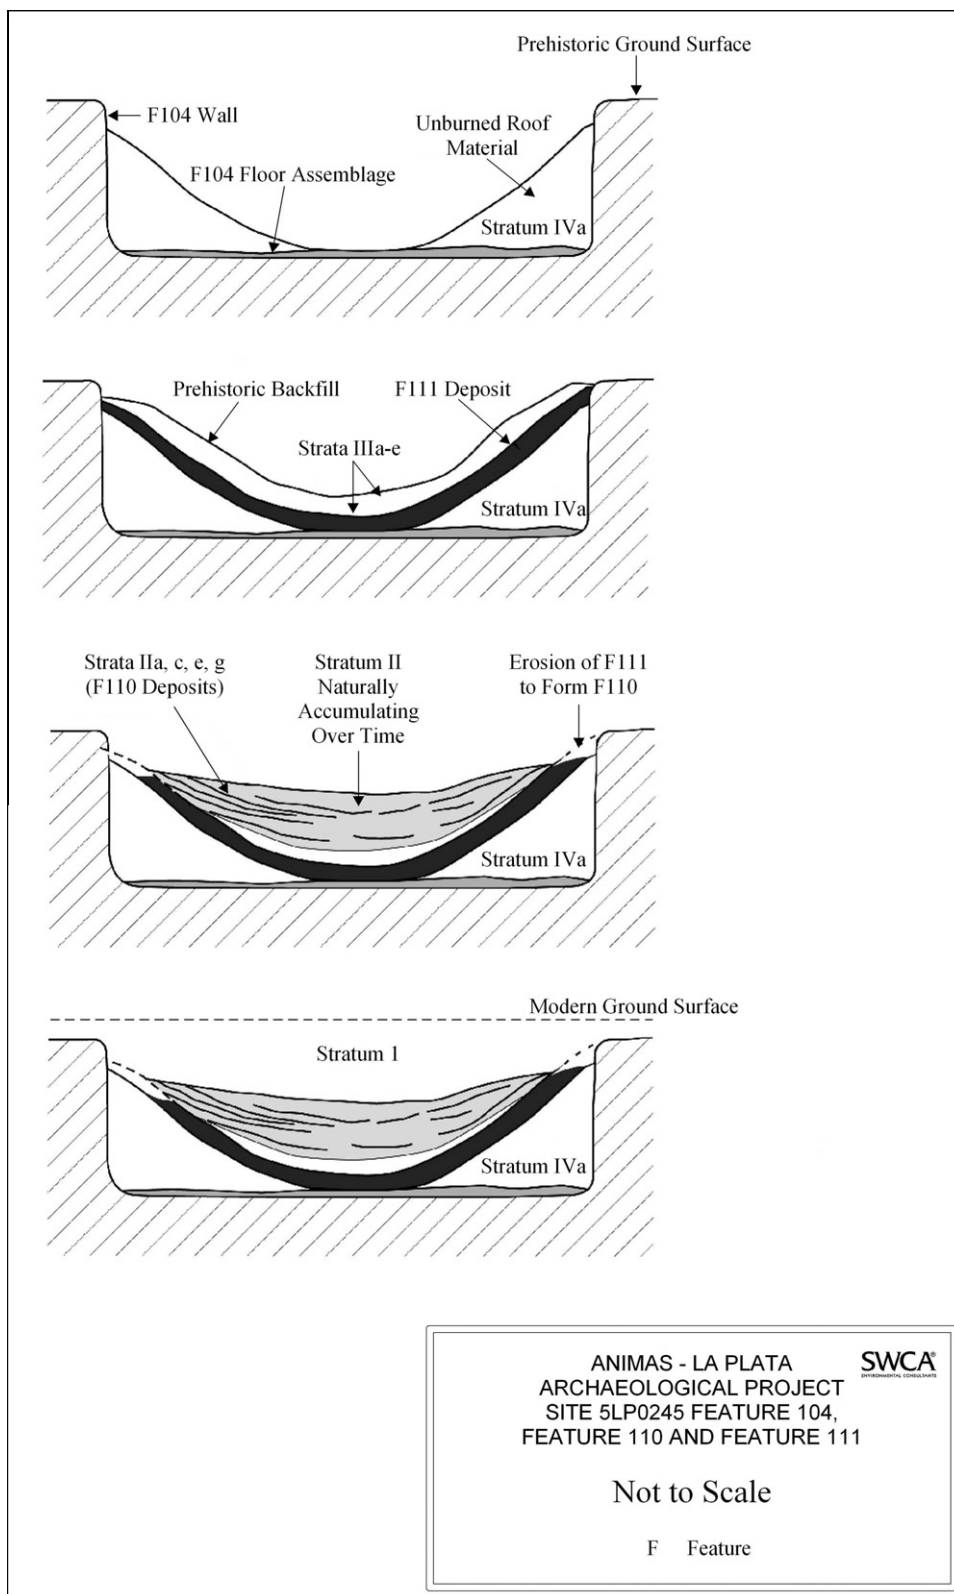 Prehistoric Ground Surface
F104 Wall
Unburned Roof
Material
F104 Floor Assemblage
Stratum IVa
Prehistoric Backfill
F111 Deposit
Strata IIIa-e
Stratum IVa
Strata IIa, c, e, g
(F110 Deposits)
Stratum II
Naturally
Accumulating
Over Time
Erosion of F111
to Form F110
Stratum IVa
Modern Ground Surface
Stratum 1
Stratum IVa
ANIMAS - LA PLATA
ARCHAEOLOGICAL PROJECT
SITE 5LP0245 FEATURE 104,
FEATURE 110 AND FEATURE 111
SWCA®
ENVIRONMENTAL CONSULTANTS
Not to Scale
F Feature